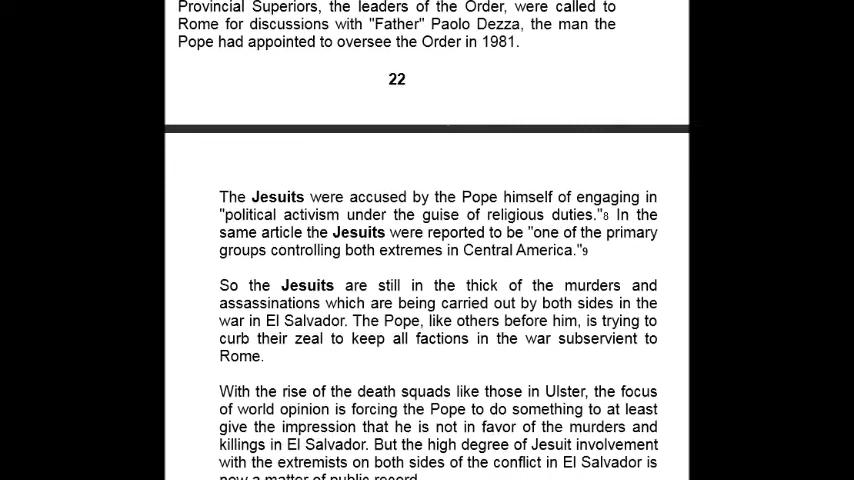 Provincial Superiors, the leaders of the Order, were called to
Rome for discussions with "Father" Paolo Dezza, the man the
Pope had appointed to oversee the Order in 1981.
22
The Jesuits were accused by the Pope himself of engaging in
"political activism under the guise of religious duties."8 In the
same article the Jesuits were reported to be "one of the primary
groups controlling both extremes in Central America."9
So the Jesuits are still in the thick of the murders and
assassinations which are being carried out by both sides in the
war in El Salvador. The Pope, like others before him, is trying to
curb their zeal to keep all factions in the war subservient to
Rome.
With the rise of the death squads like those in Ulster, the focus
of world opinion is forcing the Pope to do something to at least
give the impression that he is not in favor of the murders and
killings in El Salvador. But the high degree of Jesuit involvement
with the extremists on both sides of the conflict in El Salvador is
now a matter of public record